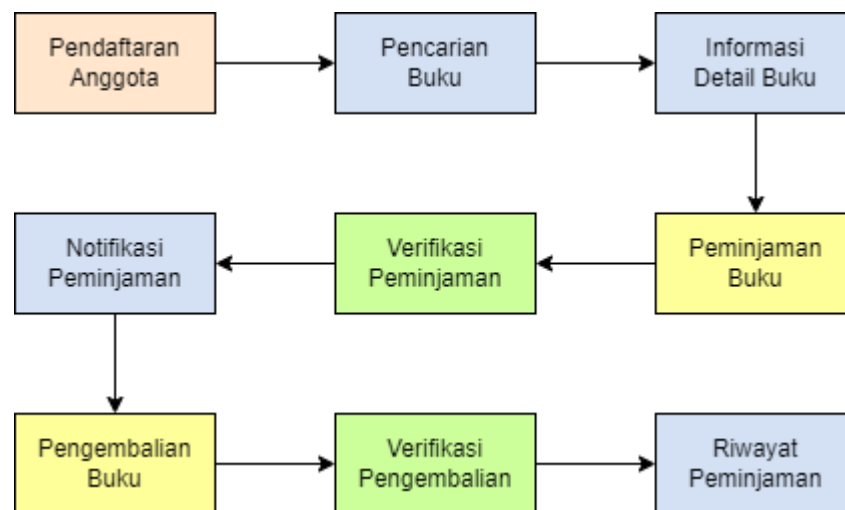 Pendaftaran
Anggota
Pencarian
Buku
Informasi
Detail Buku
Notifikasi
Peminjaman
Verifikasi
Peminjaman
Peminjaman
Buku
Pengembalian
Buku
Verifikasi
Pengembalian
Riwayat
Peminjaman